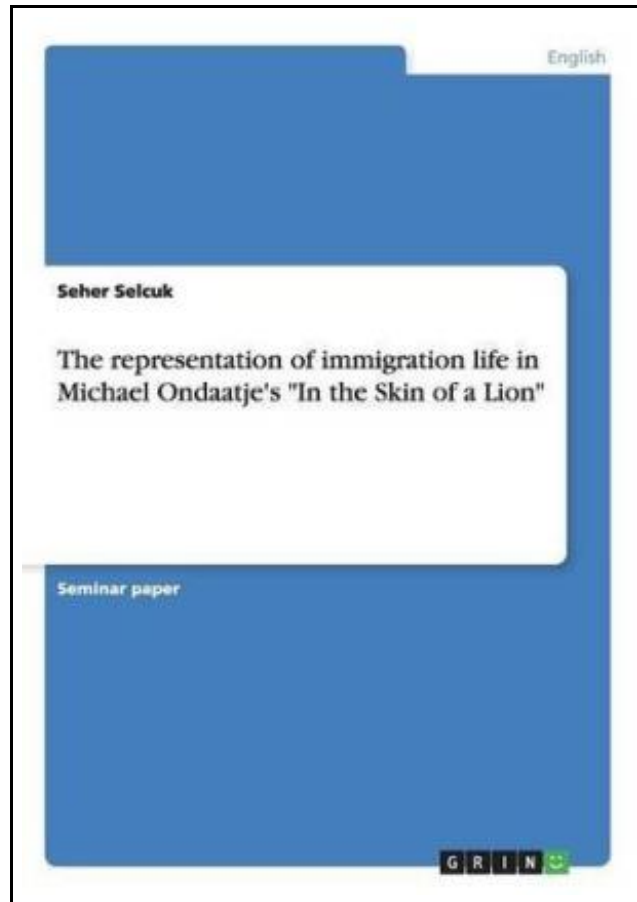 English
Seher Selcuk
The representation of immigration life in
Michael Ondaatje's "In the Skin of a Lion"
Seminar paper
GRIN